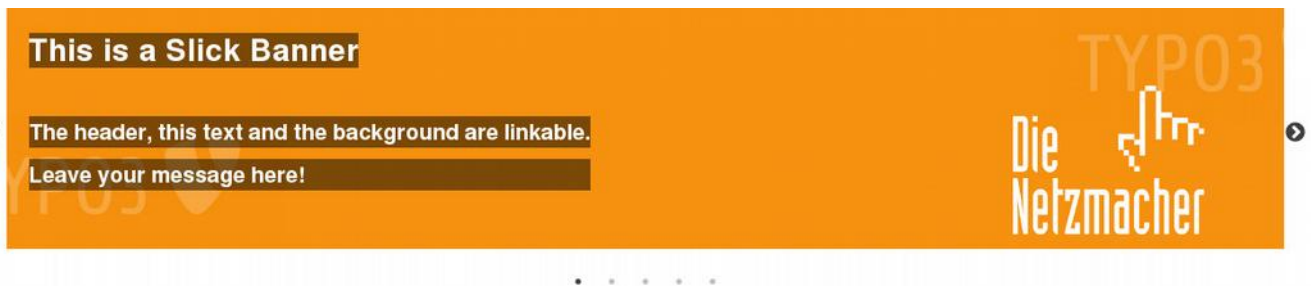 This is a Slick Banner
TYPO3
The header, this text and the background are linkable.
Leave your message here!
YPO3
Die
Netzmacher